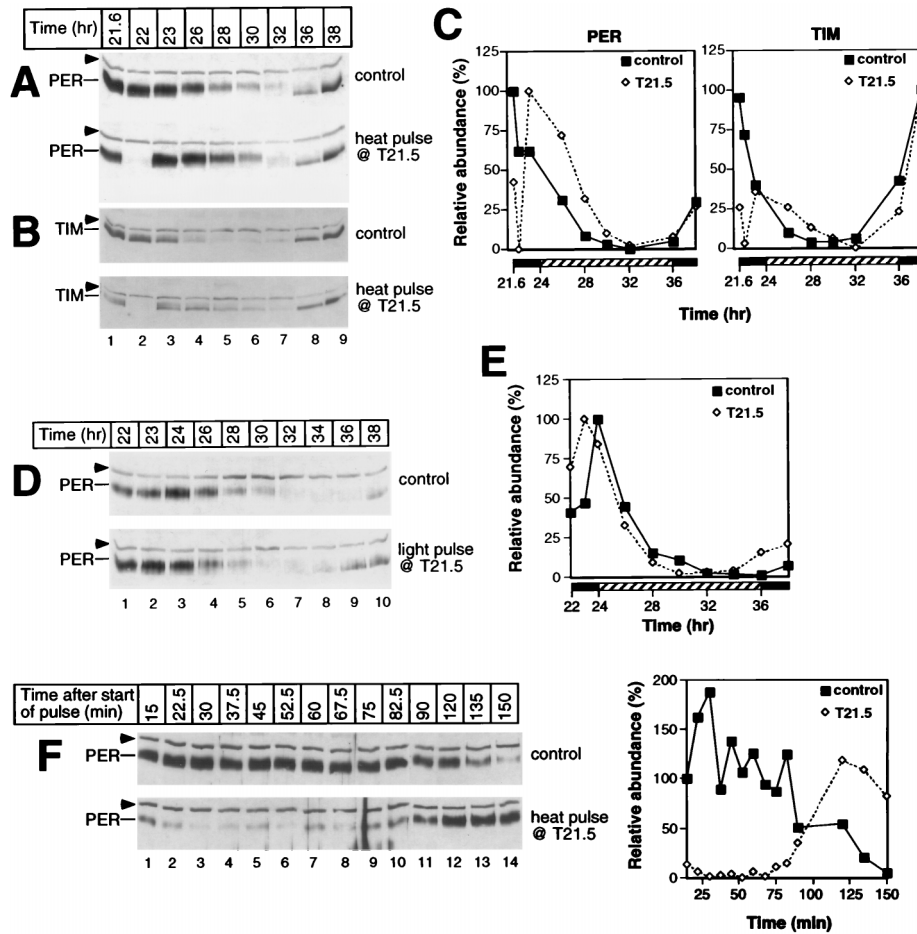 A
Time (hr) 21.6 22 23 26 28 30 32 36 38
PER control
PER heat pulse @ T21.5
B
TIM control
TIM heat pulse @ T21.5
1 2 3 4 5 6 7 8 9
C
PER
TIM
Relative abundance (%)
125
100
75
50
25
0
control
T21.5
21.6 24 28 32 36
125
100
75
50
25
0
control
T21.5
21.6 24 28 32 36
Time (hr)
D
Time (hr) 22 23 24 26 28 30 32 34 36 38
PER control
PER light pulse @ T21.5
1 2 3 4 5 6 7 8 9 10
E
Relative abundance (%)
125
100
75
50
25
0
control
T21.5
22 24 28 32 36
Time (hr)
F
Time after start of pulse (min) 15 22.5 30 37.5 45 52.5 60 67.5 75 82.5 90 120 135 150
PER control
PER heat pulse @ T21.5
1 2 3 4 5 6 7 8 9 10 11 12 13 14
Relative abundance (%)
200
150
100
50
0
control
T21.5
25 50 75 100 125 150
Time (min)